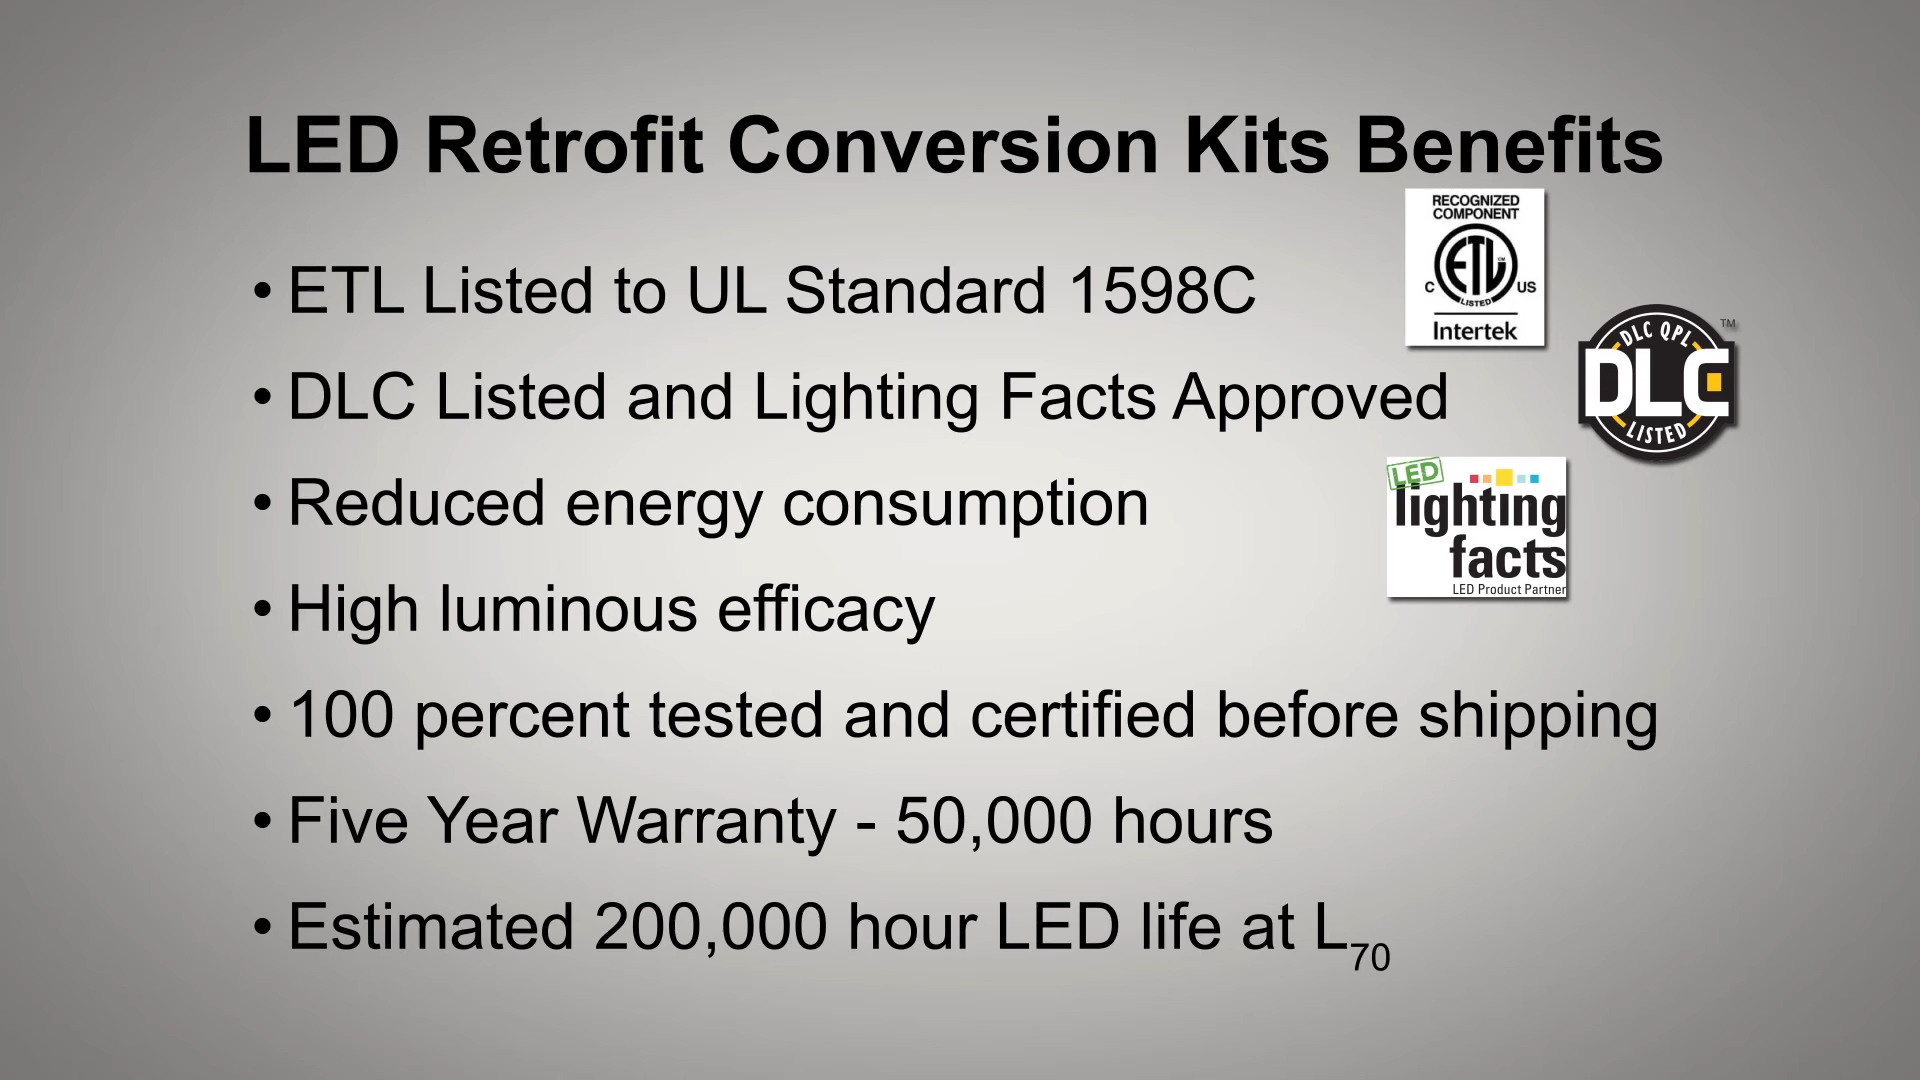 LED Retrofit Conversion Kits Benefits
• ETL Listed to UL Standard 1598C
• DLC Listed and Lighting Facts Approved
• Reduced energy consumption
• High luminous efficacy
• 100 percent tested and certified before shipping
• Five Year Warranty - 50,000 hours
• Estimated 200,000 hour LED life at L₇₀
RECOGNIZED
COMPONENT
ETL
CM
C US
LISTED
Intertek
DLC QPL
TM
DLC
LISTED
LED
lighting
facts
LED Product Partner